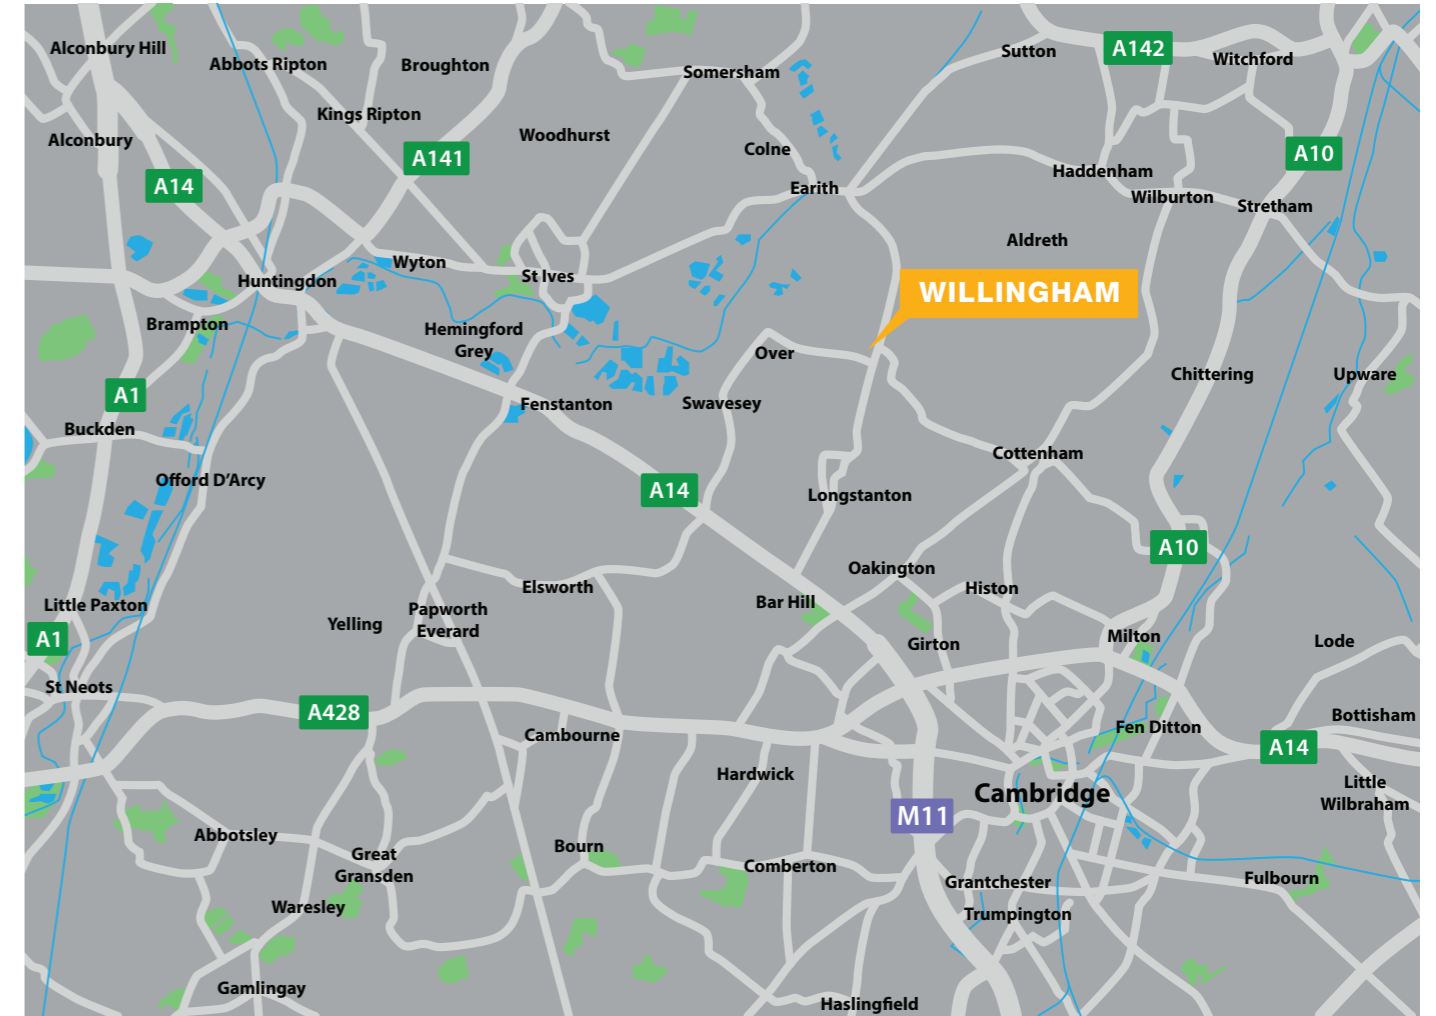 Alconbury Hill
Abbots Ripton
Broughton
Somersham
Sutton
A142
Witchford
Kings Ripton
Alconbury
Woodhurst
A141
Colne
A10
A14
Haddenham
Earith
Wilburton
Stretham
Aldreth
Wyton
St Ives
Huntingdon
WILLINGHAM
Brampton
Hemingford
Grey
Over
Chittering
Upware
A1
Fenstanton
Swavesey
Buckden
Cottenham
Offord D’Arcy
A14
Longstanton
A10
Oakington
Elsworth
Histon
Little Paxton
Bar Hill
Papworth
Everard
Yelling
A1
Girton
Milton
Lode
St Neots
A428
Bottisham
Fen Ditton
Cambourne
A14
Hardwick
Little
Wilbraham
Cambridge
M11
Abbotsley
Bourn
Great
Gransden
Comberton
Grantchester
Fulbourn
Waresley
Trumpington
Gamlingay
Haslingfield